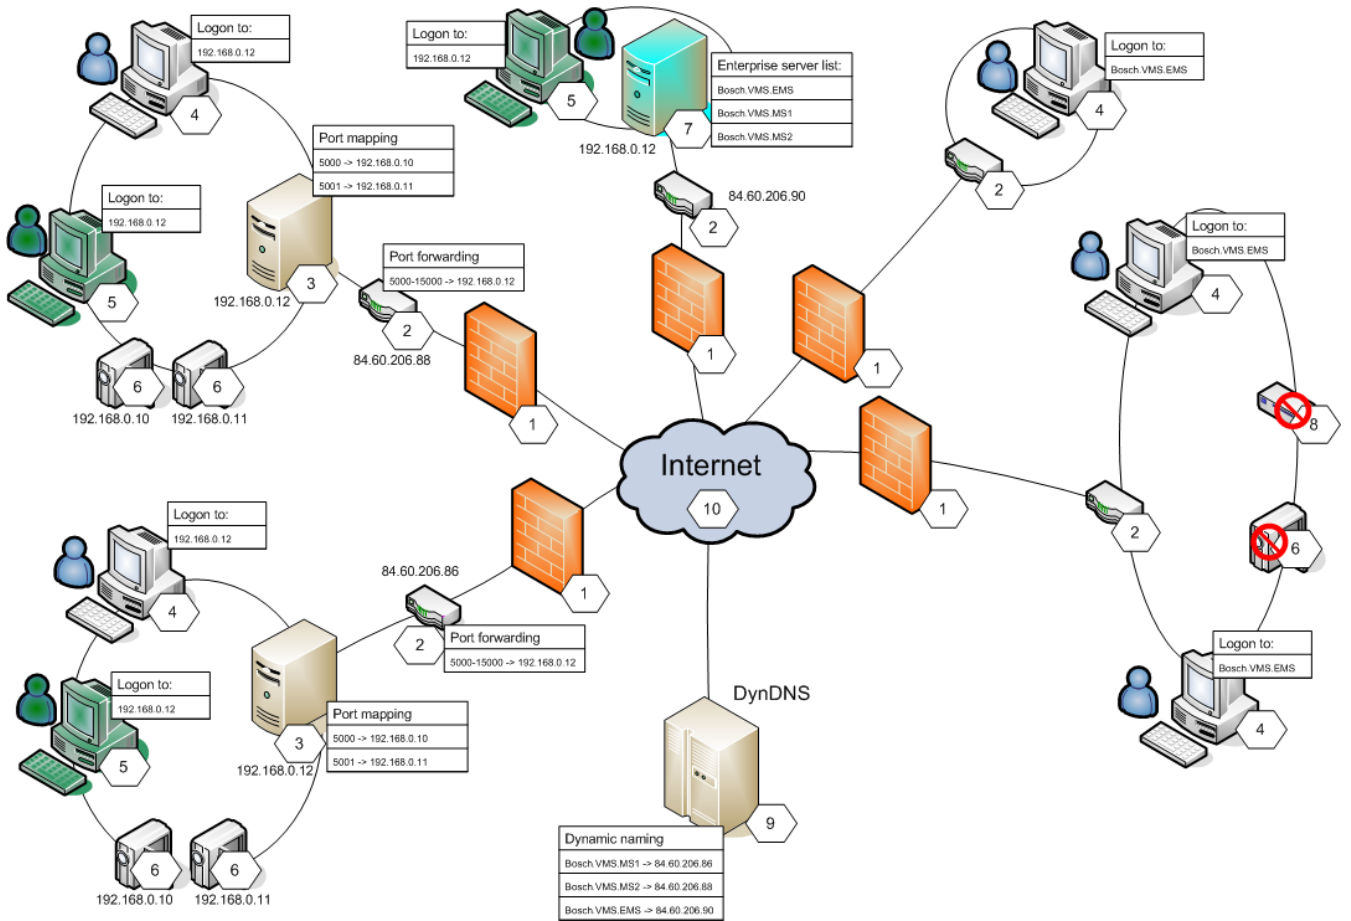 Logon to:
192.168.0.12
4
Port mapping
5000 -> 192.168.0.10
5001 -> 192.168.0.11
Logon to:
192.168.0.12
5
3
192.168.0.12
Port forwarding
5000-15000 -> 192.168.0.12
2
84.60.206.88
6
6
192.168.0.10
192.168.0.11
1
Logon to:
192.168.0.12
5
Enterprise server list:
Bosch.VMS.EMS
Bosch.VMS.MS1
Bosch.VMS.MS2
7
192.168.0.12
84.60.206.90
2
1
Logon to:
Bosch.VMS.EMS
4
2
1
Logon to:
Bosch.VMS.EMS
4
8
6
2
1
Logon to:
Bosch.VMS.EMS
4
Internet
10
Logon to:
192.168.0.12
4
84.60.206.86
1
2
Port forwarding
5000-15000 -> 192.168.0.12
Logon to:
192.168.0.12
5
3
192.168.0.12
Port mapping
5000 -> 192.168.0.10
5001 -> 192.168.0.11
6
6
192.168.0.10
192.168.0.11
DynDNS
9
Dynamic naming
Bosch.VMS.MS1 -> 84.60.206.86
Bosch.VMS.MS2 -> 84.60.206.88
Bosch.VMS.EMS -> 84.60.206.90